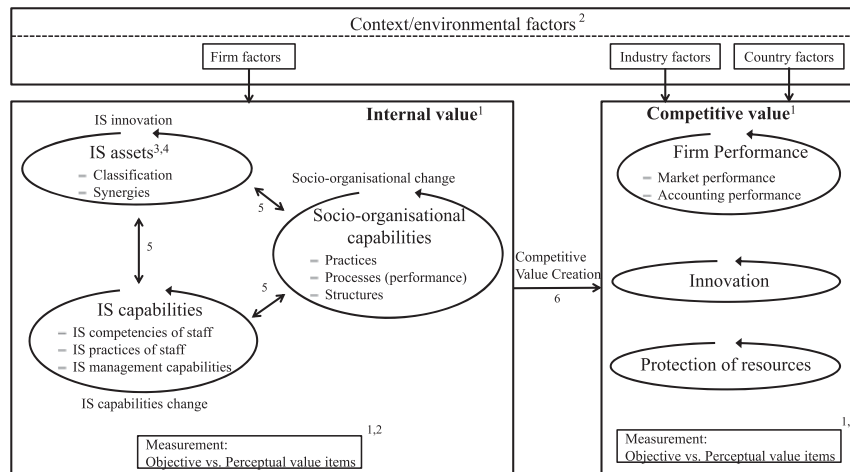 Context/environmental factors²
Firm factors
Industry factors
Country factors
Internal value¹
IS innovation
IS assets³,⁴
– Classification
– Synergies
5
5
Socio-organisational change
Socio-organisational
capabilities
– Practices
– Processes (performance)
– Structures
5
IS capabilities
– IS competencies of staff
– IS practices of staff
– IS management capabilities
IS capabilities change
1,2
Measurement:
Objective vs. Perceptual value items
Competitive
Value Creation
6
Competitive value¹
Firm Performance
– Market performance
– Accounting performance
Innovation
Protection of resources
1,
Measurement:
Objective vs. Perceptual value items